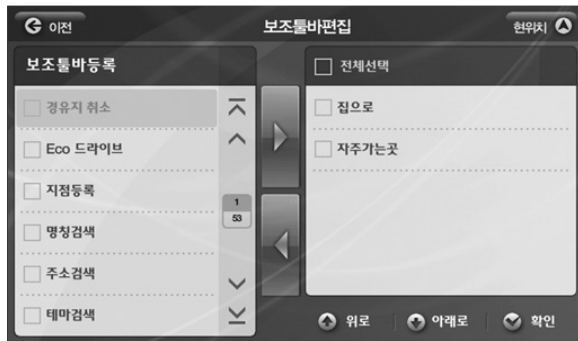 이전
보조툴바편집
현위치
보조툴바등록
경유지 취소
Eco 드라이브
지점등록
명칭검색
주소검색
테마검색
1
53
전체선택
집으로
자주가는곳
위로
아래로
확인